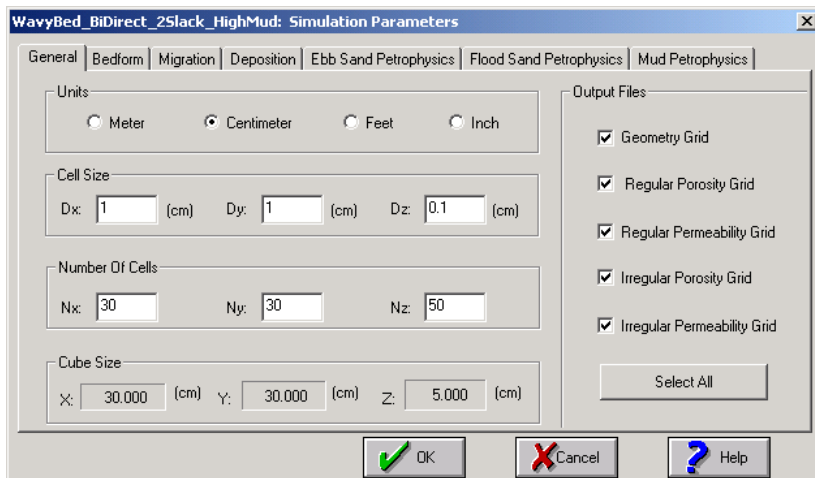 WavyBed_BiDirect_2Slack_HighMud: Simulation Parameters
General Bedform Migration Deposition Ebb Sand Petrophysics Flood Sand Petrophysics Mud Petrophysics
Units
Meter Centimeter Feet Inch
Cell Size
Dx: 1 (cm) Dy: 1 (cm) Dz: 0.1 (cm)
Number Of Cells
Nx: 30 Ny: 30 Nz: 50
Cube Size
X: 30.000 (cm) Y: 30.000 (cm) Z: 5.000 (cm)
Output Files
Geometry Grid
Regular Porosity Grid
Regular Permeability Grid
Irregular Porosity Grid
Irregular Permeability Grid
Select All
OK Cancel Help